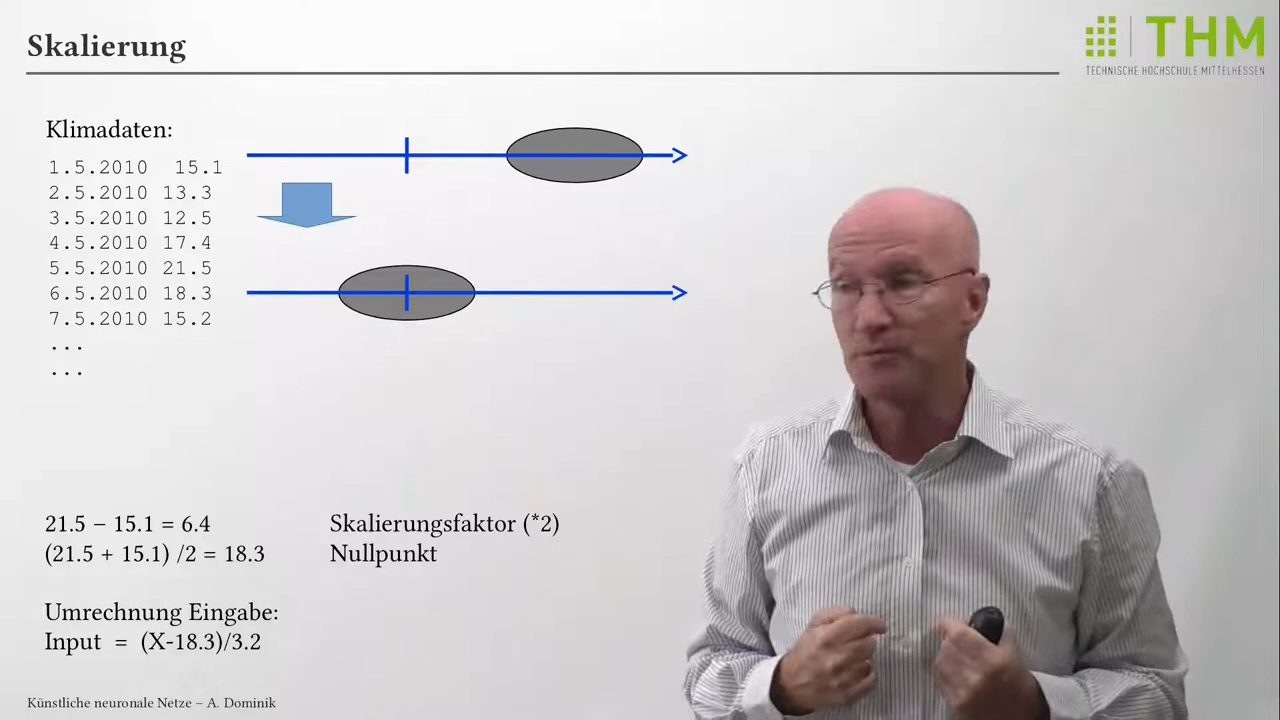 Skalierung
THM
TECHNISCHE HOCHSCHULE MITTELHESSEN
Klimadaten:
1.5.2010 15.1
2.5.2010 13.3
3.5.2010 12.5
4.5.2010 17.4
5.5.2010 21.5
6.5.2010 18.3
7.5.2010 15.2
...
...
21.5 – 15.1 = 6.4 Skalierungsfaktor (*2)
(21.5 + 15.1) /2 = 18.3 Nullpunkt
Umrechnung Eingabe:
Input = (X-18.3)/3.2
Künstliche neuronale Netze – A. Dominik